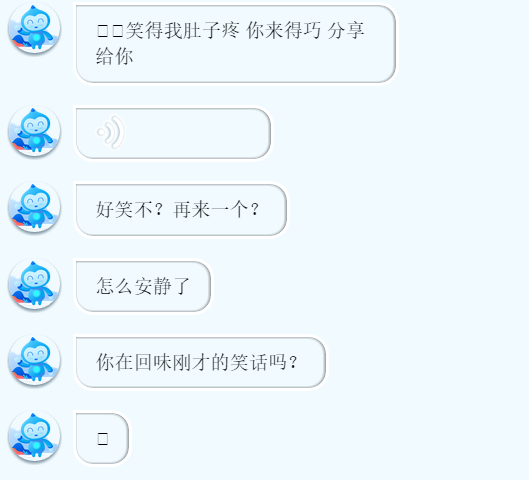 笑得我肚子疼 你来得巧 分享
给你
好笑不？再来一个？
怎么安静了
你在回味刚才的笑话吗？